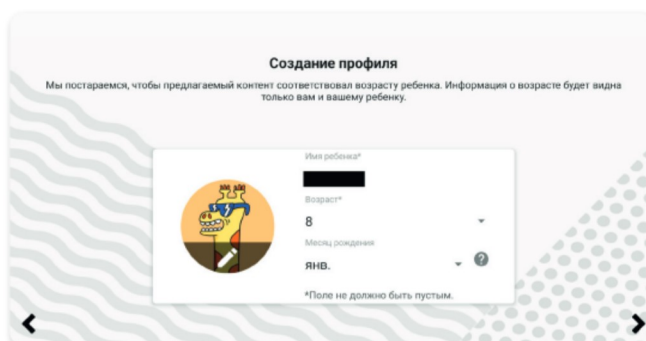 Создание профиля
Мы постараемся, чтобы предлагаемый контент соответствовал возрасту ребенка. Информация о возрасте будет видна
только вам и вашему ребенку.
Имя ребенка*
Возраст*
8
Месяц рождения
янв.
?
*Поле не должно быть пустым.